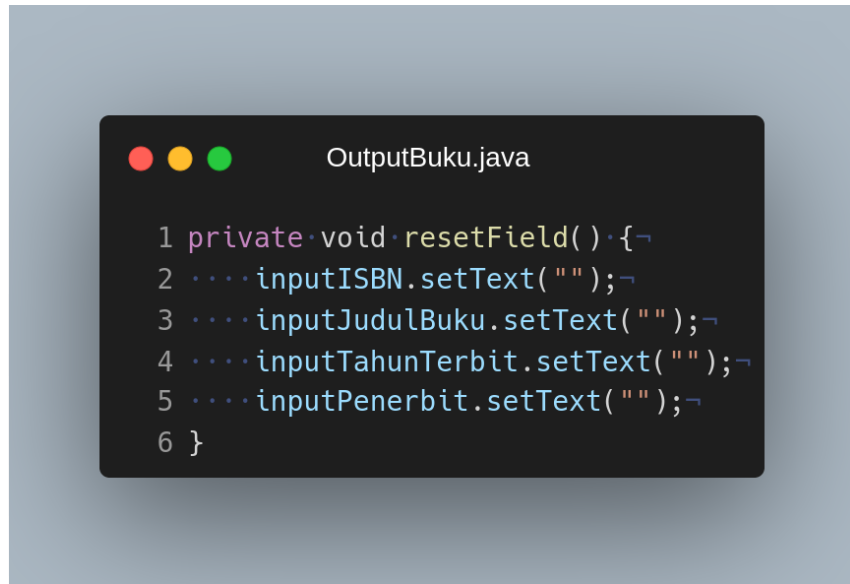 OutputBuku.java
1 private·void·resetField()·{¬
2 ····inputISBN.setText("");¬
3 ····inputJudulBuku.setText("");¬
4 ····inputTahunTerbit.setText("");¬
5 ····inputPenerbit.setText("");¬
6 }